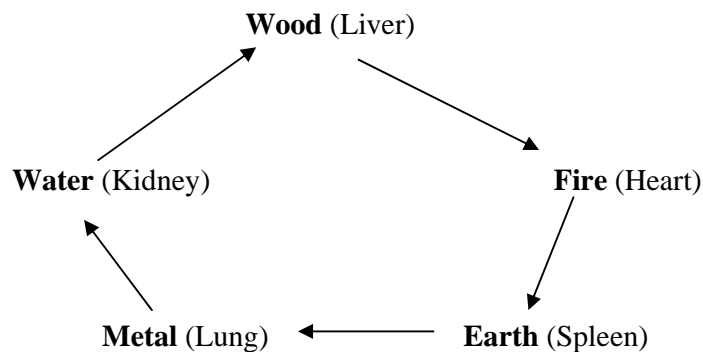 Wood (Liver)
Water (Kidney)
Fire (Heart)
Metal (Lung)
Earth (Spleen)